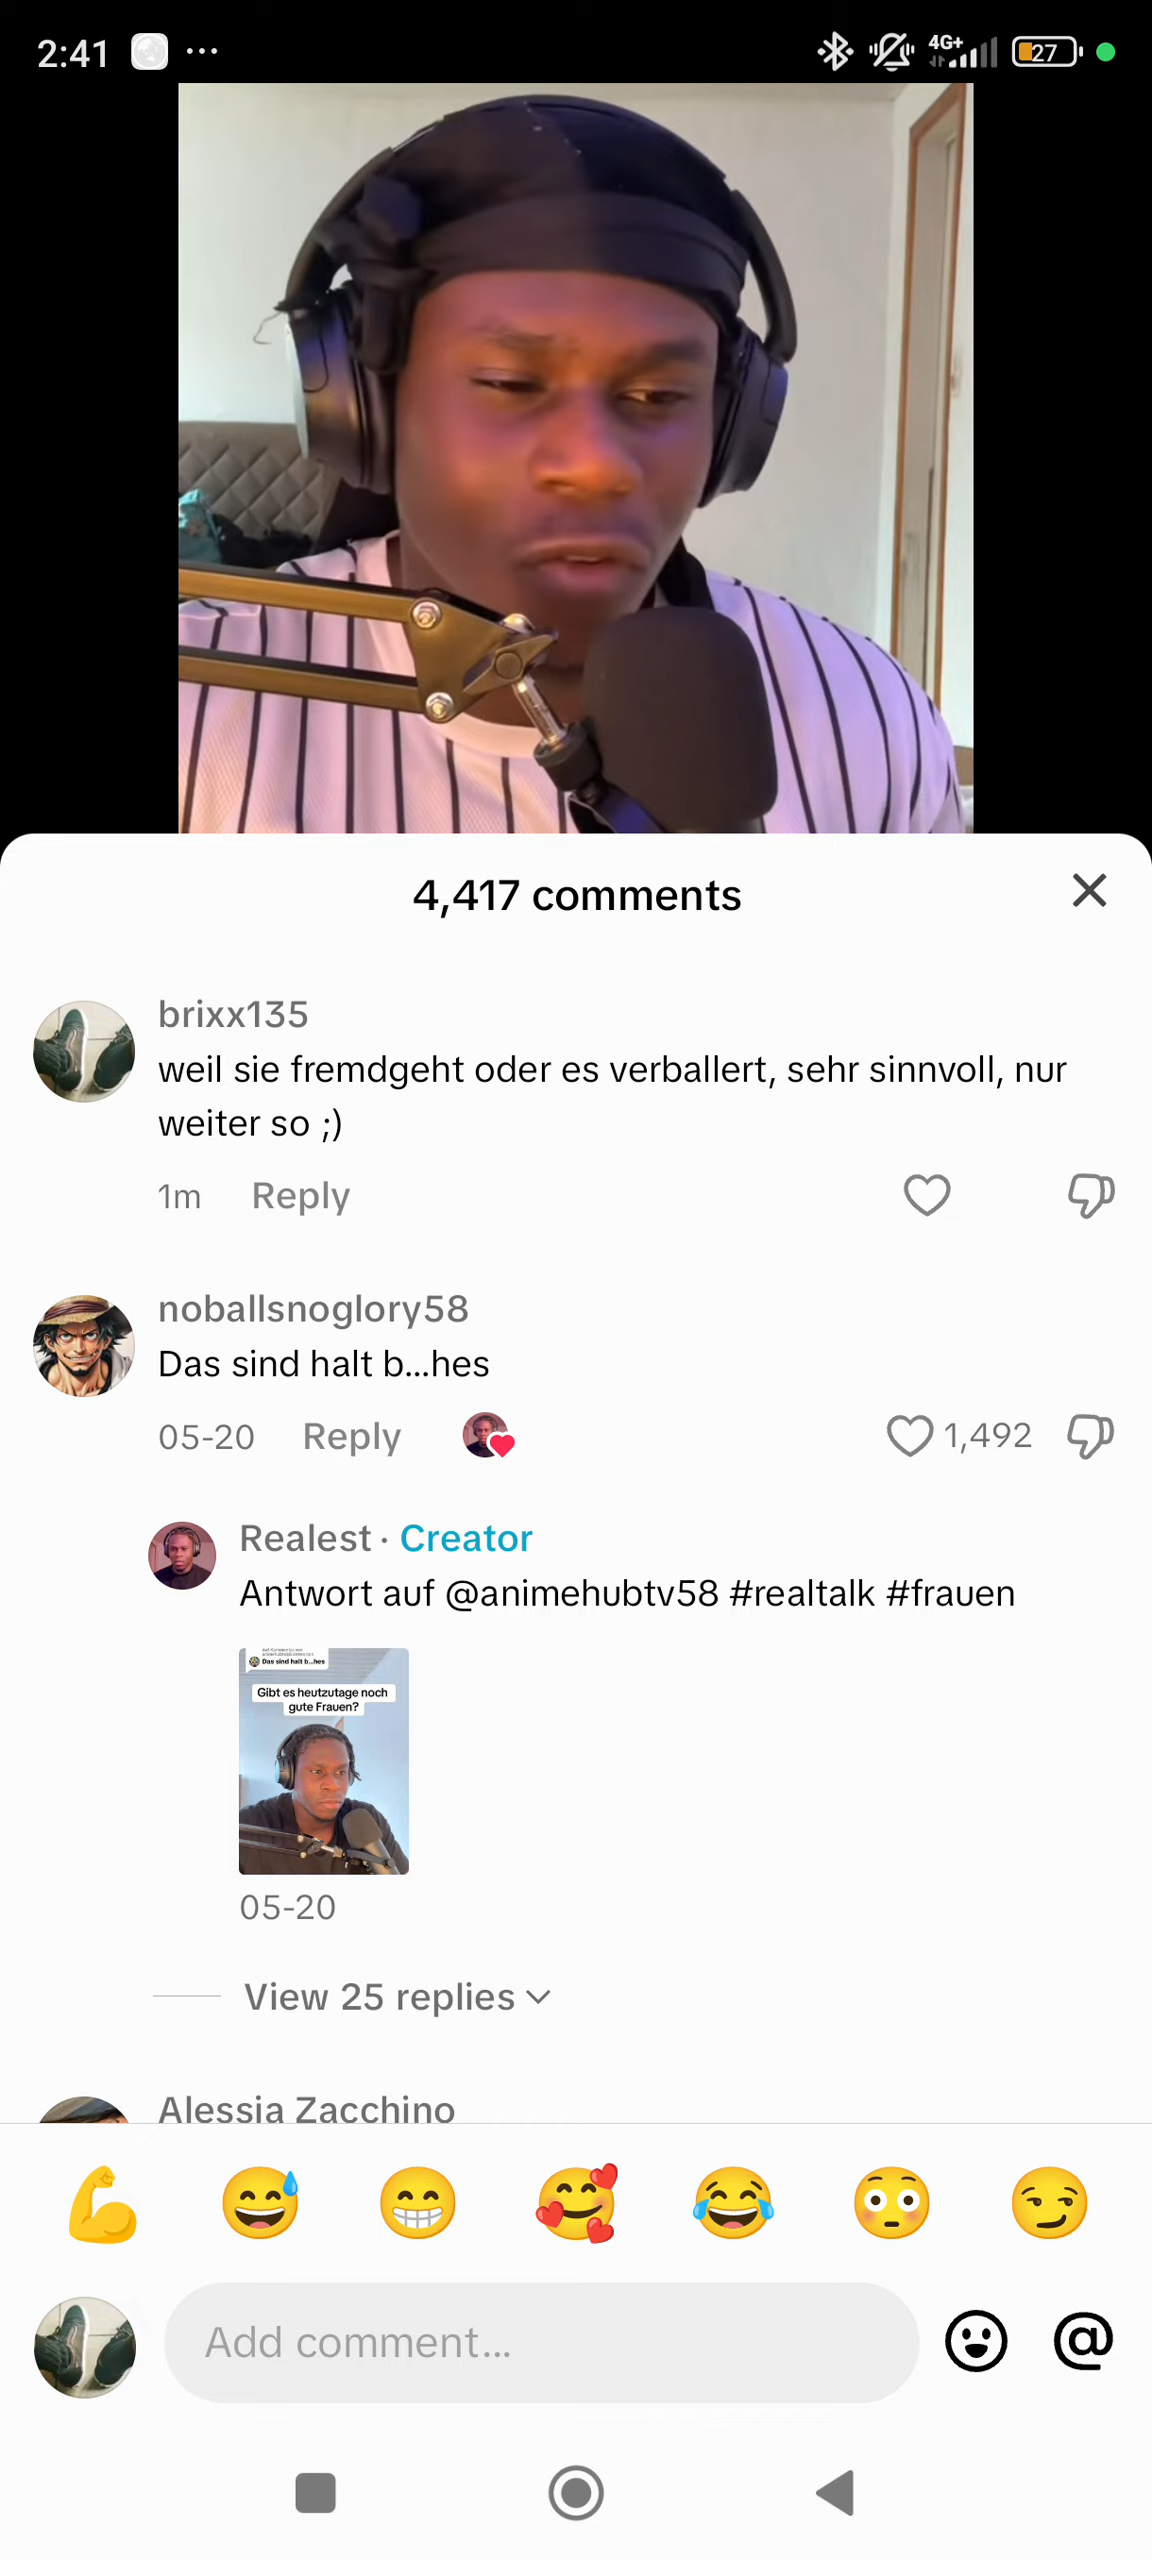 2:41
4G+
27
4,417 comments
brixx135
weil sie fremdgeht oder es verballert, sehr sinnvoll, nur
weiter so ;)
1m Reply
noballsnoglory58
Das sind halt b...hes
05-20 Reply 1,492
Realest · Creator
Antwort auf @animehubtv58 #realtalk #frauen
Das sind halt b...hes
Gibt es heutzutage noch
gute Frauen?
05-20
View 25 replies
Alessia Zacchino
Add comment...